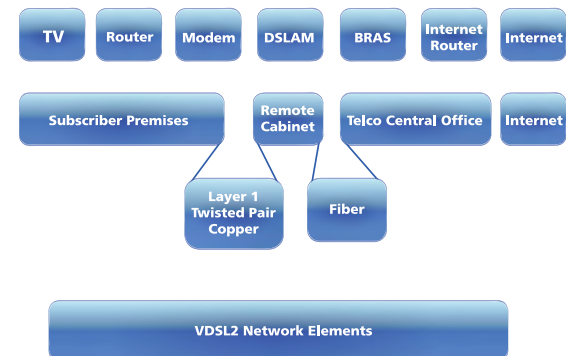 TV
Router
Modem
DSLAM
BRAS
Internet
Router
Internet
Subscriber Premises
Remote
Cabinet
Telco Central Office
Internet
Layer 1
Twisted Pair
Copper
Fiber
VDSL2 Network Elements